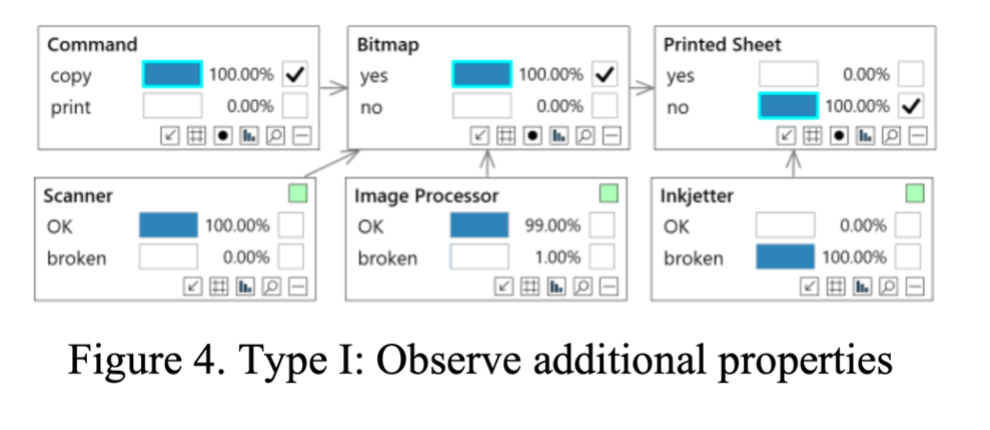 Command
copy 100.00%
print 0.00%
Bitmap
yes 100.00%
no 0.00%
Printed Sheet
yes 0.00%
no 100.00%
Scanner
OK 100.00%
broken 0.00%
Image Processor
OK 99.00%
broken 1.00%
Inkjetter
OK 0.00%
broken 100.00%
Figure 4. Type I: Observe additional properties